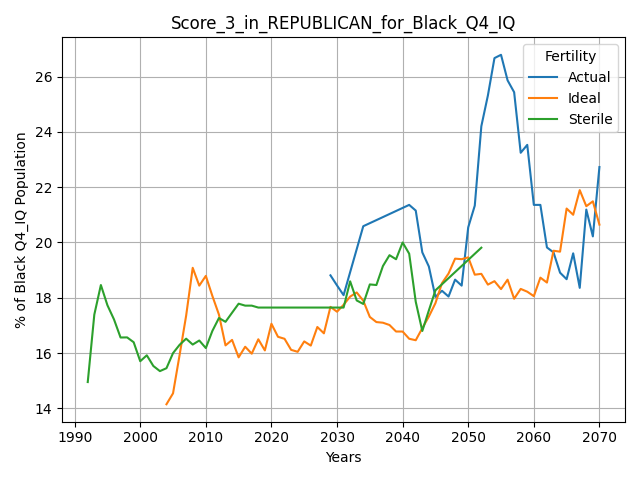 Score_3_in_REPUBLICAN_for_Black_Q4_IQ
Fertility
Actual
Ideal
Sterile
% of Black Q4_IQ Population
26
24
22
20
18
16
14
1990 2000 2010 2020 2030 2040 2050 2060 2070
Years